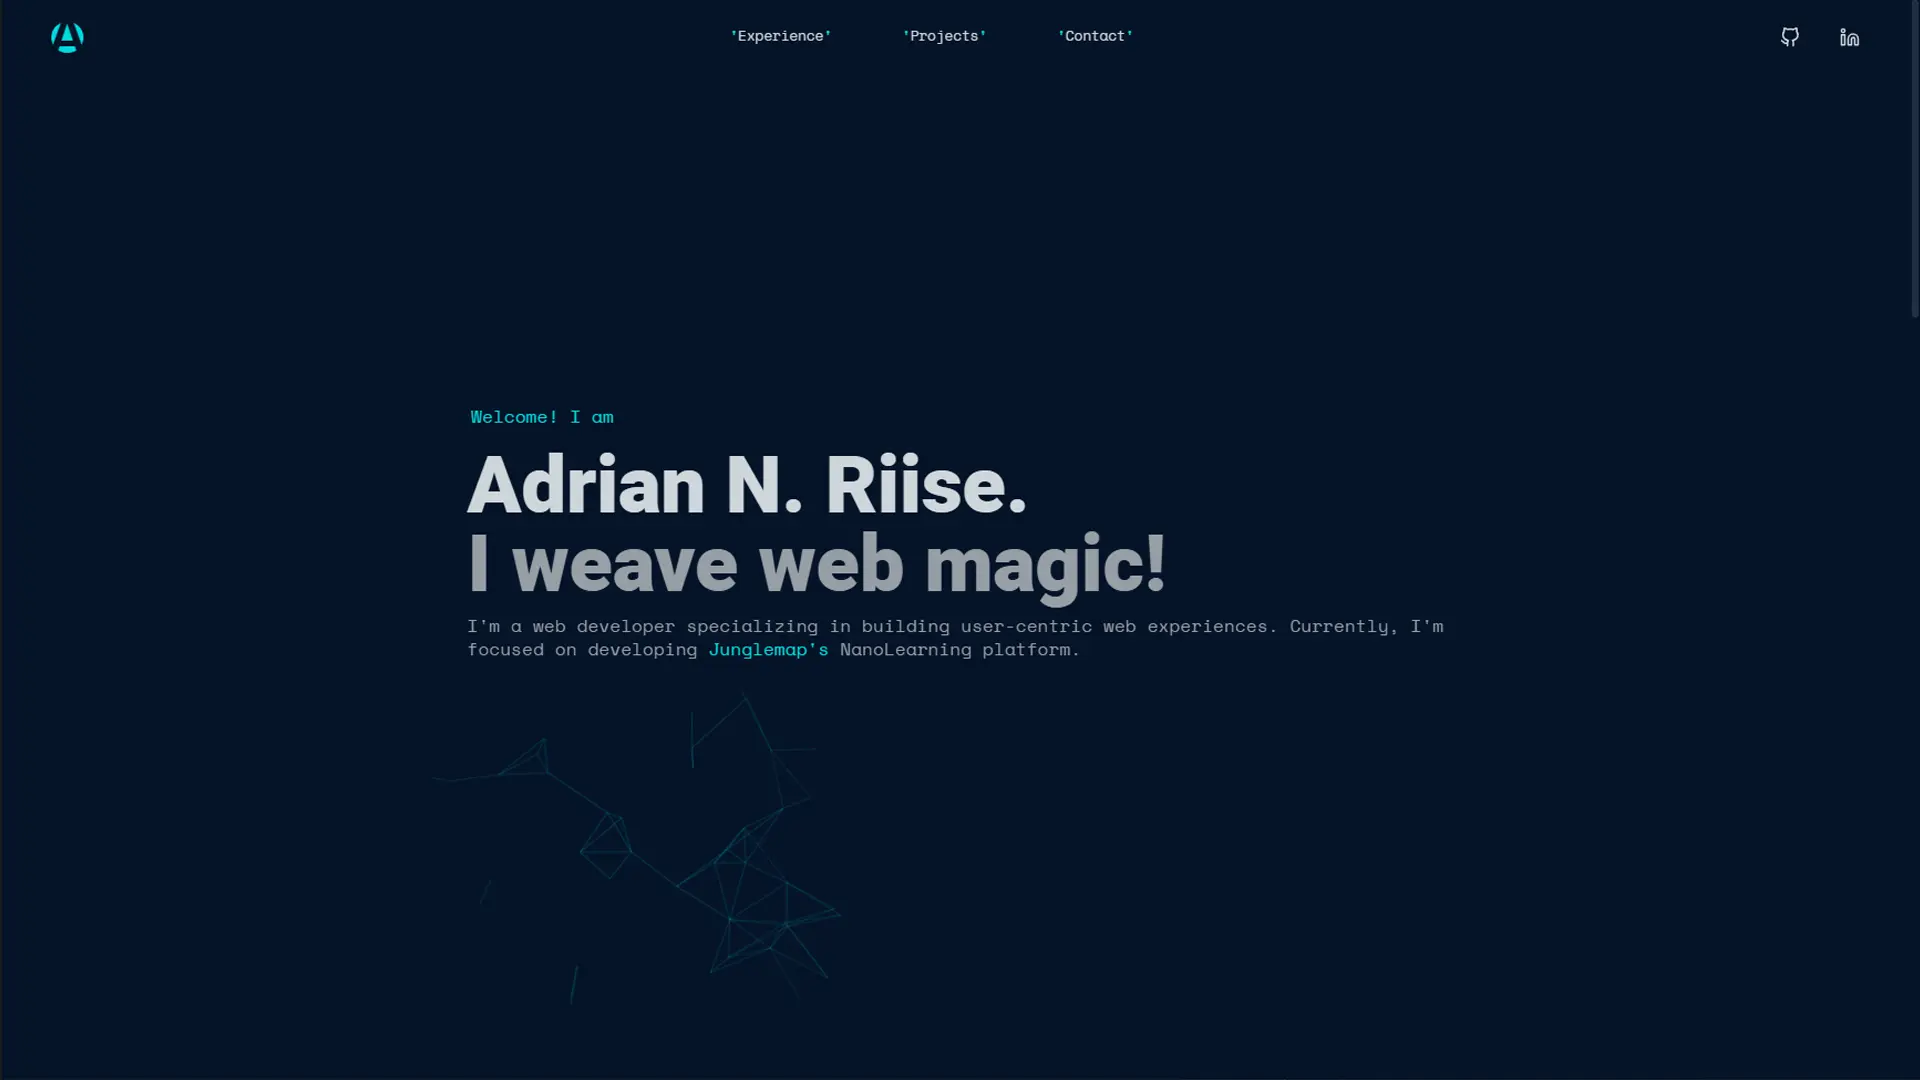 'Experience' 'Projects' 'Contact'
Welcome! I am
Adrian N. Riise.
I weave web magic!
I'm a web developer specializing in building user-centric web experiences. Currently, I'm
focused on developing Junglemap's NanoLearning platform.